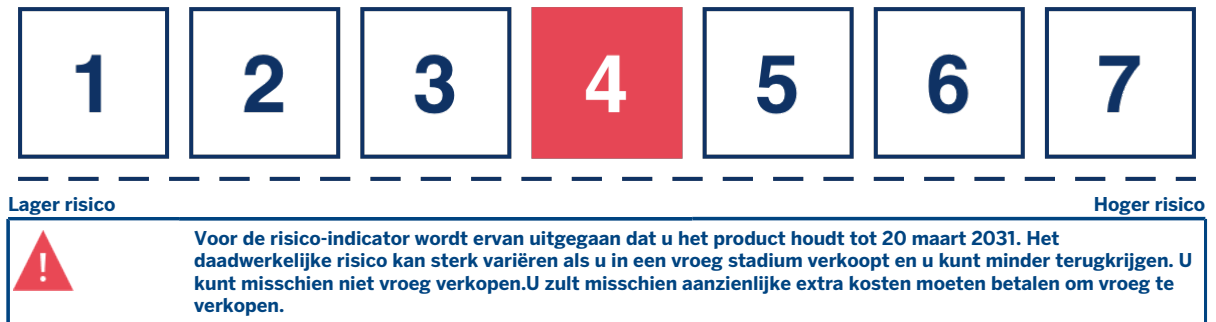 1 2 3 4 5 6 7
Lager risico Hoger risico
!
Voor de risico-indicator wordt ervan uitgegaan dat u het product houdt tot 20 maart 2031. Het
daadwerkelijke risico kan sterk variëren als u in een vroeg stadium verkoopt en u kunt minder terugkrijgen. U
kunt misschien niet vroeg verkopen.U zult misschien aanzienlijke extra kosten moeten betalen om vroeg te
verkopen.